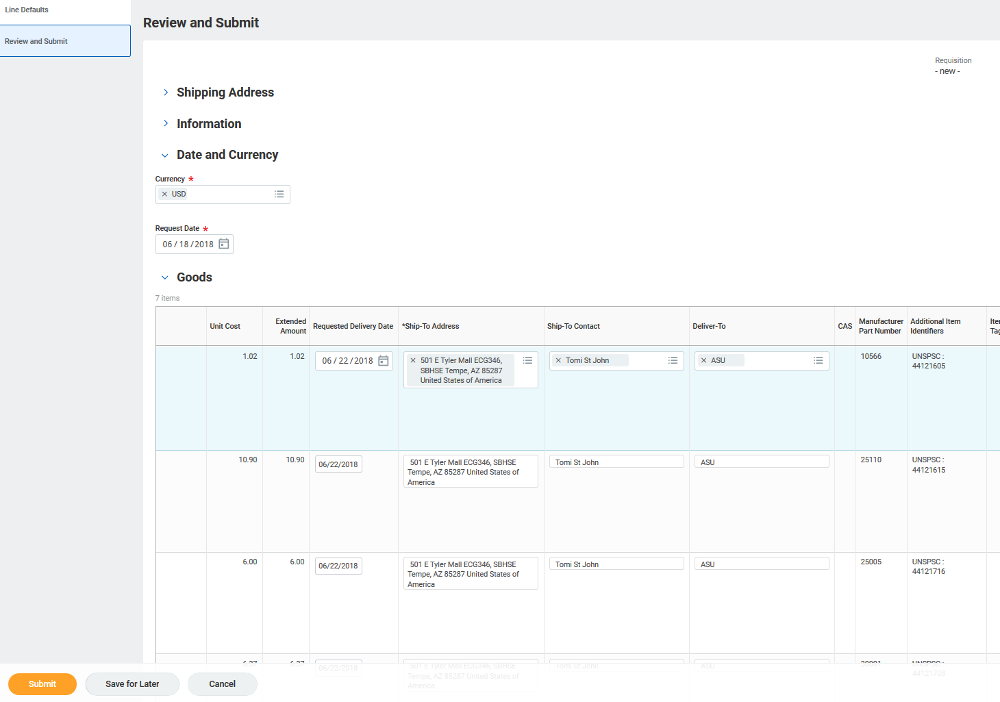 Line Defaults
Review and Submit
Review and Submit
Requisition
- new -
Shipping Address
Information
Date and Currency
Currency *
× USD
Request Date *
06 / 18 / 2018
Goods
7 items
Unit Cost
Extended
Amount
Requested Delivery Date
*Ship-To Address
Ship-To Contact
Deliver-To
CAS
Manufacturer
Part Number
Additional Item
Identifiers
1.02
1.02
06 / 22 / 2018
× 501 E Tyler Mall ECG346,
SBHSE Tempe, AZ 85287
United States of America
× Tomi St John
× ASU
10566
UNSPSC :
44121605
10.90
10.90
06/22/2018
501 E Tyler Mall ECG346, SBHSE
Tempe, AZ 85287 United States of
America
Tomi St John
ASU
25110
UNSPSC :
44121615
6.00
6.00
06/22/2018
501 E Tyler Mall ECG346, SBHSE
Tempe, AZ 85287 United States of
America
Tomi St John
ASU
25005
UNSPSC :
44121716
06/22/2018
501 E Tyler Mall ECG346, SBHSE
Tempe, AZ 85287 United States of
America
Tomi St John
ASU
UNSPSC :
44121708
Submit
Save for Later
Cancel